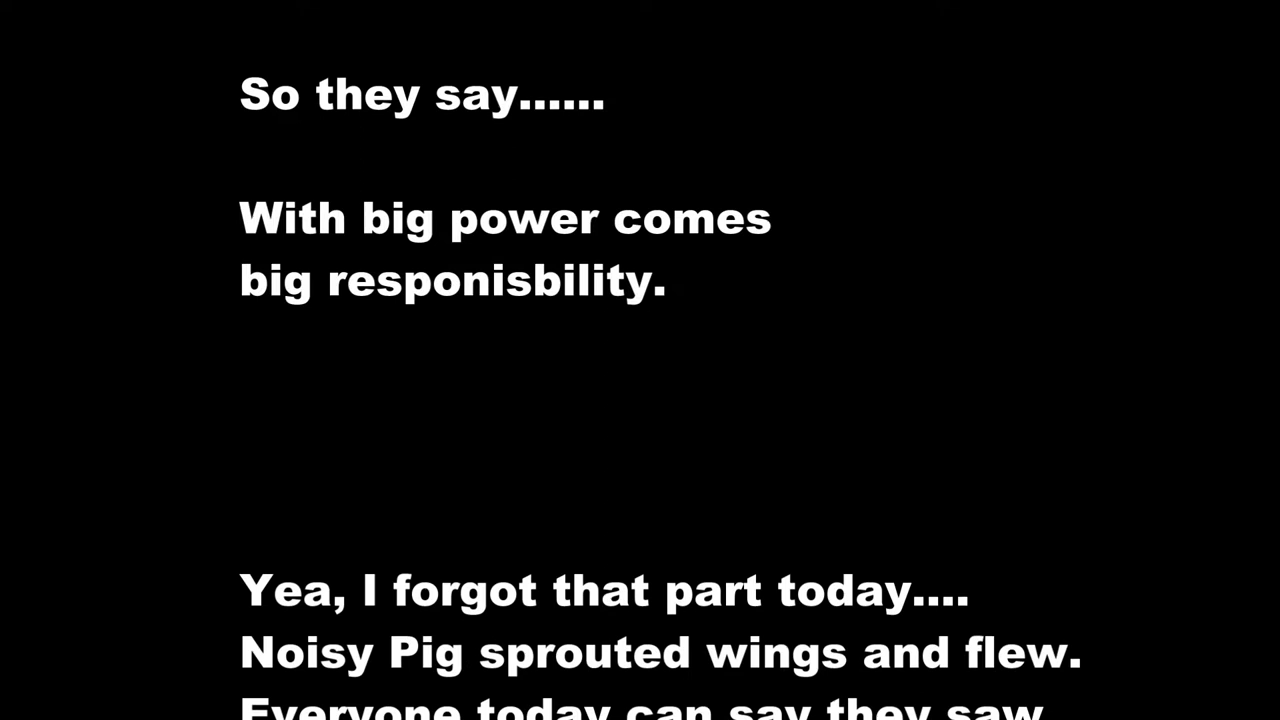 So they say......
With big power comes
big responisbility.
Yea, I forgot that part today....
Noisy Pig sprouted wings and flew.
Everyone today can say they saw